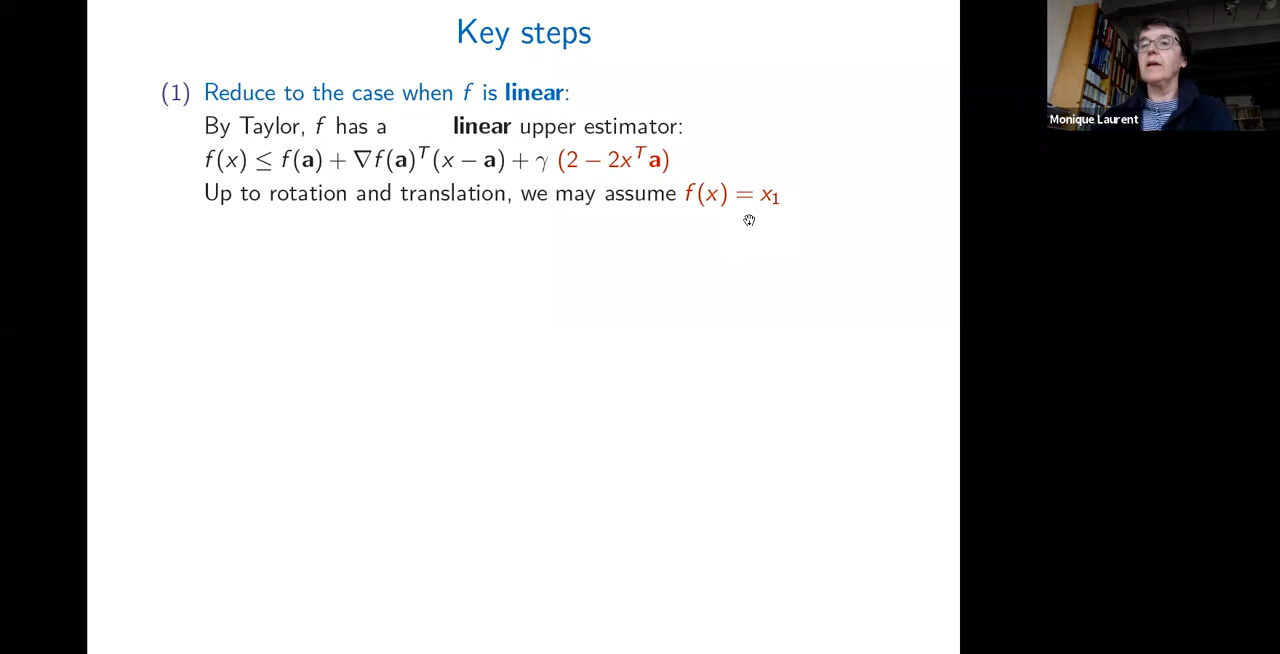 Key steps
(1) Reduce to the case when f is linear:
By Taylor, f has a linear upper estimator:
f(x) ≤ f(a) + ∇f(a)ᵀ(x − a) + γ (2 − 2xᵀa)
Up to rotation and translation, we may assume f(x) = x₁
Monique Laurent